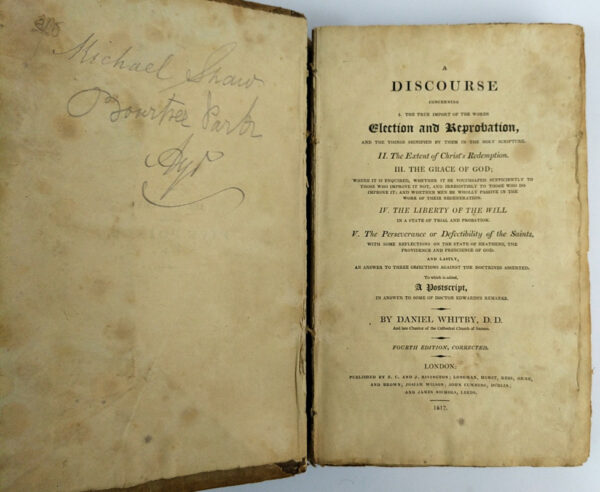 Michael Shaw
Bourtree Park
Ayr
A
DISCOURSE
CONCERNING
I. THE TRUE IMPORT OF THE WORDS
Election and Reprobation,
AND THE THINGS SIGNIFIED BY THEM IN THE HOLY SCRIPTURE.
II. The Extent of Christ's Redemption.
III. THE GRACE OF GOD;
WHERE IT IS ENQUIRED, WHETHER IT BE VOUCHSAFED SUFFICIENTLY TO
THOSE WHO IMPROVE IT NOT, AND IRRESISTIBLY TO THOSE WHO DO
IMPROVE IT; AND WHETHER MEN BE WHOLLY PASSIVE IN THE
WORK OF THEIR REGENERATION.
IV. THE LIBERTY OF THE WILL
IN A STATE OF TRIAL AND PROBATION.
V. The Perseverance or Defectibility of the Saints,
WITH SOME REFLECTIONS ON THE STATE OF HEATHENS, THE
PROVIDENCE AND PRESCIENCE OF GOD.
AND LASTLY,
AN ANSWER TO THREE OBJECTIONS AGAINST THE DOCTRINES ASSERTED.
To which is added,
A Postscript,
IN ANSWER TO SOME OF DOCTOR EDWARDS'S REMARKS.
BY DANIEL WHITBY, D.D.
And late Chantor of the Cathedral Church of Sarum.
FOURTH EDITION, CORRECTED.
LONDON:
PUBLISHED BY F. C. AND J. RIVINGTON; LONGMAN, HURST, REES, ORME,
AND BROWN; JOSIAH WILSON; JOHN CUMMING, DUBLIN;
AND JAMES NICHOLS, LEEDS.
1817.